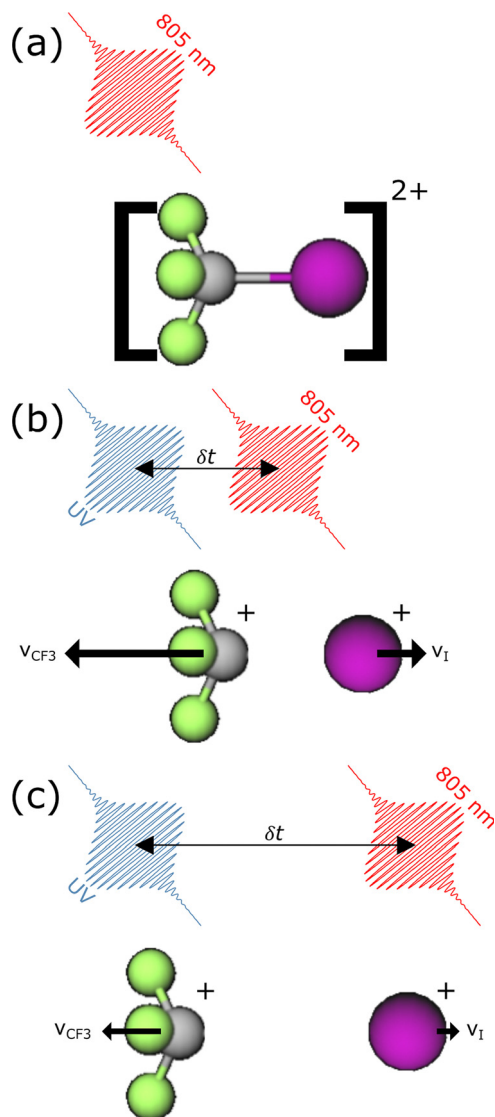 (a)
805 nm
2+
(b)
805 nm
δt
UV
+
+
vCF3
vI
(c)
805 nm
δt
UV
+
+
vCF3
vI